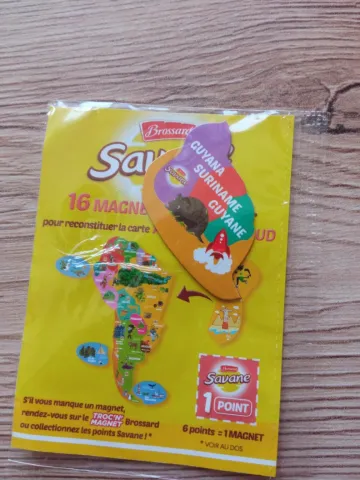 Brossard
Savane
GUYANA
SURINAME
GUYANE
16 MAGNE
pour reconstituer la carte
UD
Brossard
Savane
1
POINT
S'il vous manque un magnet,
rendez-vous sur le TROC'N' MAGNET Brossard
ou collectionnez les points Savane ! *
6 points = 1 MAGNET
* VOIR AU DOS